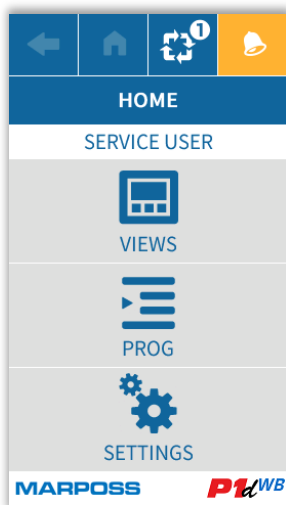 1
HOME
SERVICE USER
VIEWS
PROG
SETTINGS
MARPOSS P1dWB